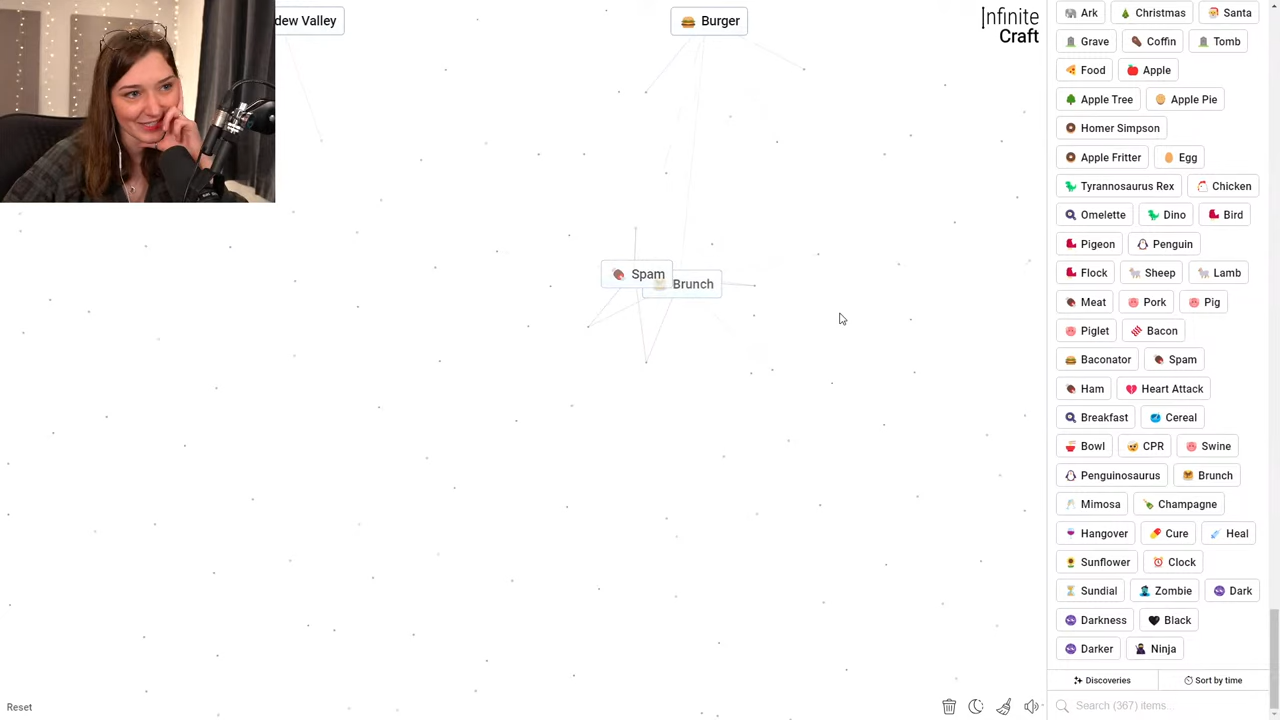 dew Valley
Burger
Infinite
Craft
Spam
Brunch
Ark Christmas Santa
Grave Coffin Tomb
Food Apple
Apple Tree Apple Pie
Homer Simpson
Apple Fritter Egg
Tyrannosaurus Rex Chicken
Omelette Dino Bird
Pigeon Penguin
Flock Sheep Lamb
Meat Pork Pig
Piglet Bacon
Baconator Spam
Ham Heart Attack
Breakfast Cereal
Bowl CPR Swine
Penguinosaurus Brunch
Mimosa Champagne
Hangover Cure Heal
Sunflower Clock
Sundial Zombie Dark
Darkness Black
Darker Ninja
Discoveries Sort by time
Reset
Search (367) items...